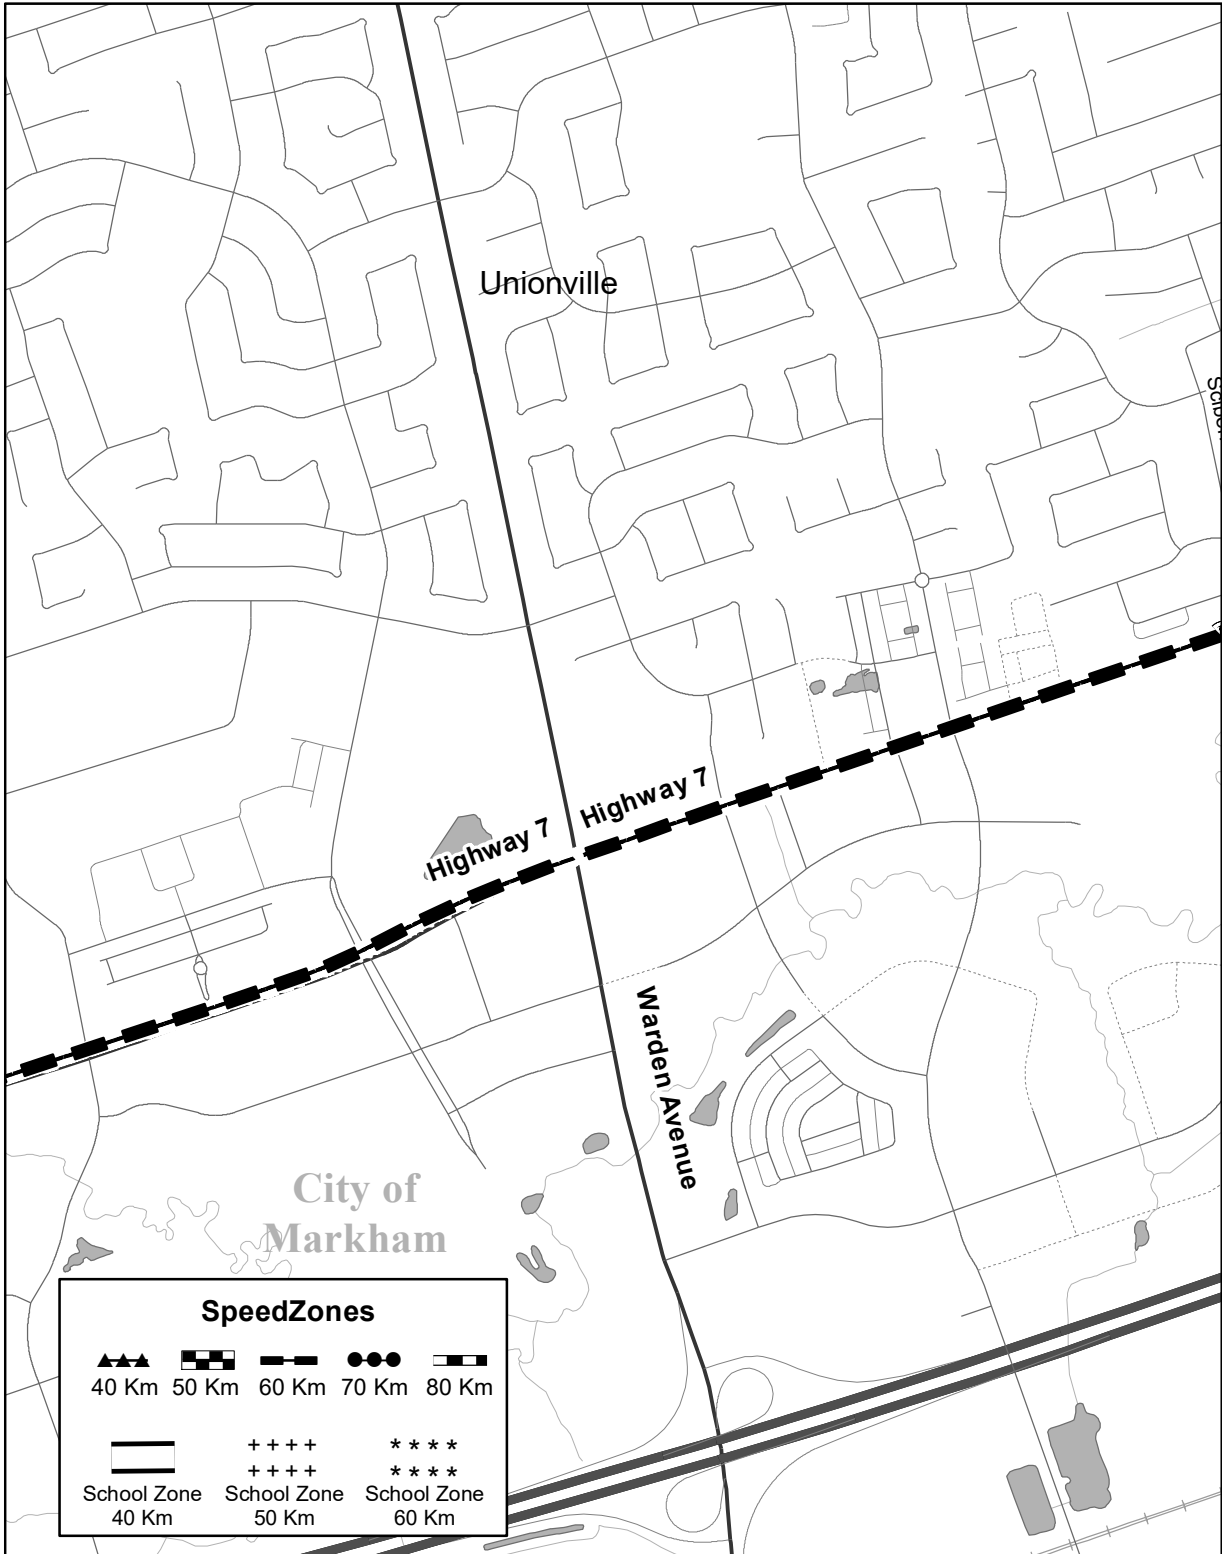 Unionville
Highway 7
Highway 7
Warden Avenue
City of
Markham
SpeedZones
40 Km 50 Km 60 Km 70 Km 80 Km
+ + + + * * * *
+ + + + * * * *
School Zone School Zone School Zone
40 Km 50 Km 60 Km